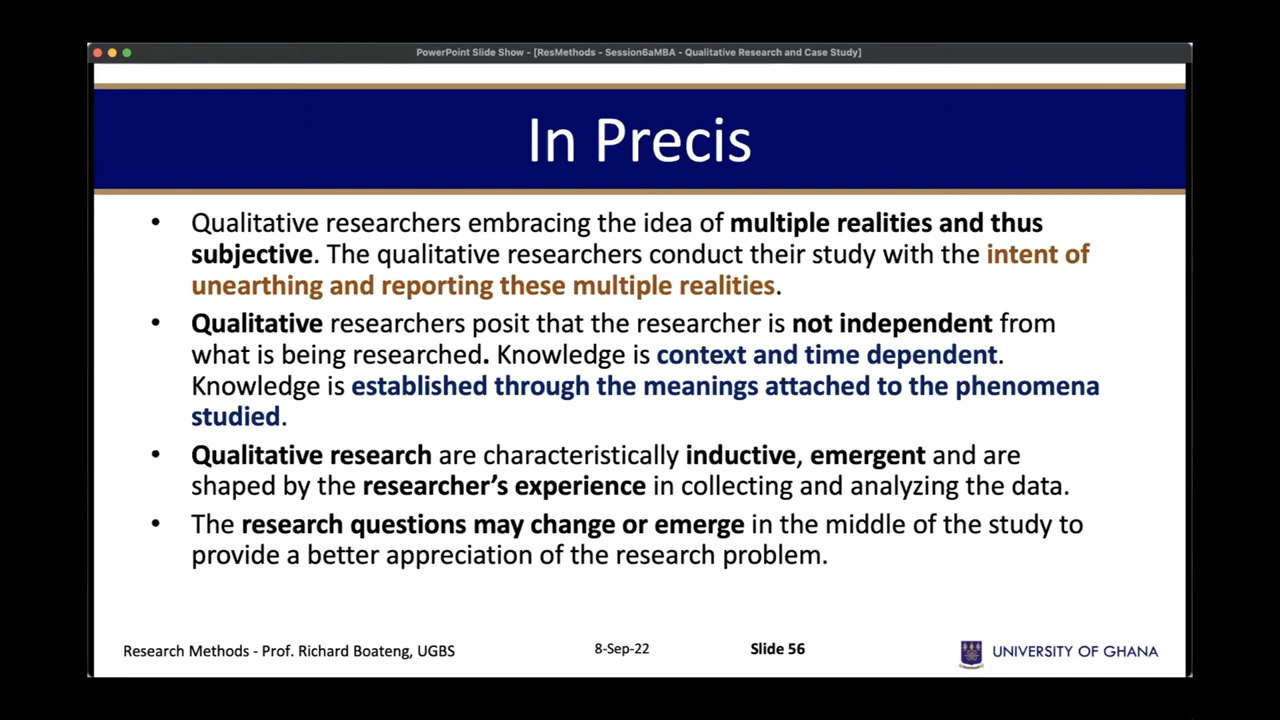 PowerPoint Slide Show - [ResMethods - Session6aMBA - Qualitative Research and Case Study]
In Precis
• Qualitative researchers embracing the idea of multiple realities and thus
subjective. The qualitative researchers conduct their study with the intent of
unearthing and reporting these multiple realities.
• Qualitative researchers posit that the researcher is not independent from
what is being researched. Knowledge is context and time dependent.
Knowledge is established through the meanings attached to the phenomena
studied.
• Qualitative research are characteristically inductive, emergent and are
shaped by the researcher’s experience in collecting and analyzing the data.
• The research questions may change or emerge in the middle of the study to
provide a better appreciation of the research problem.
Research Methods - Prof. Richard Boateng, UGBS
8-Sep-22
Slide 56
UNIVERSITY OF GHANA